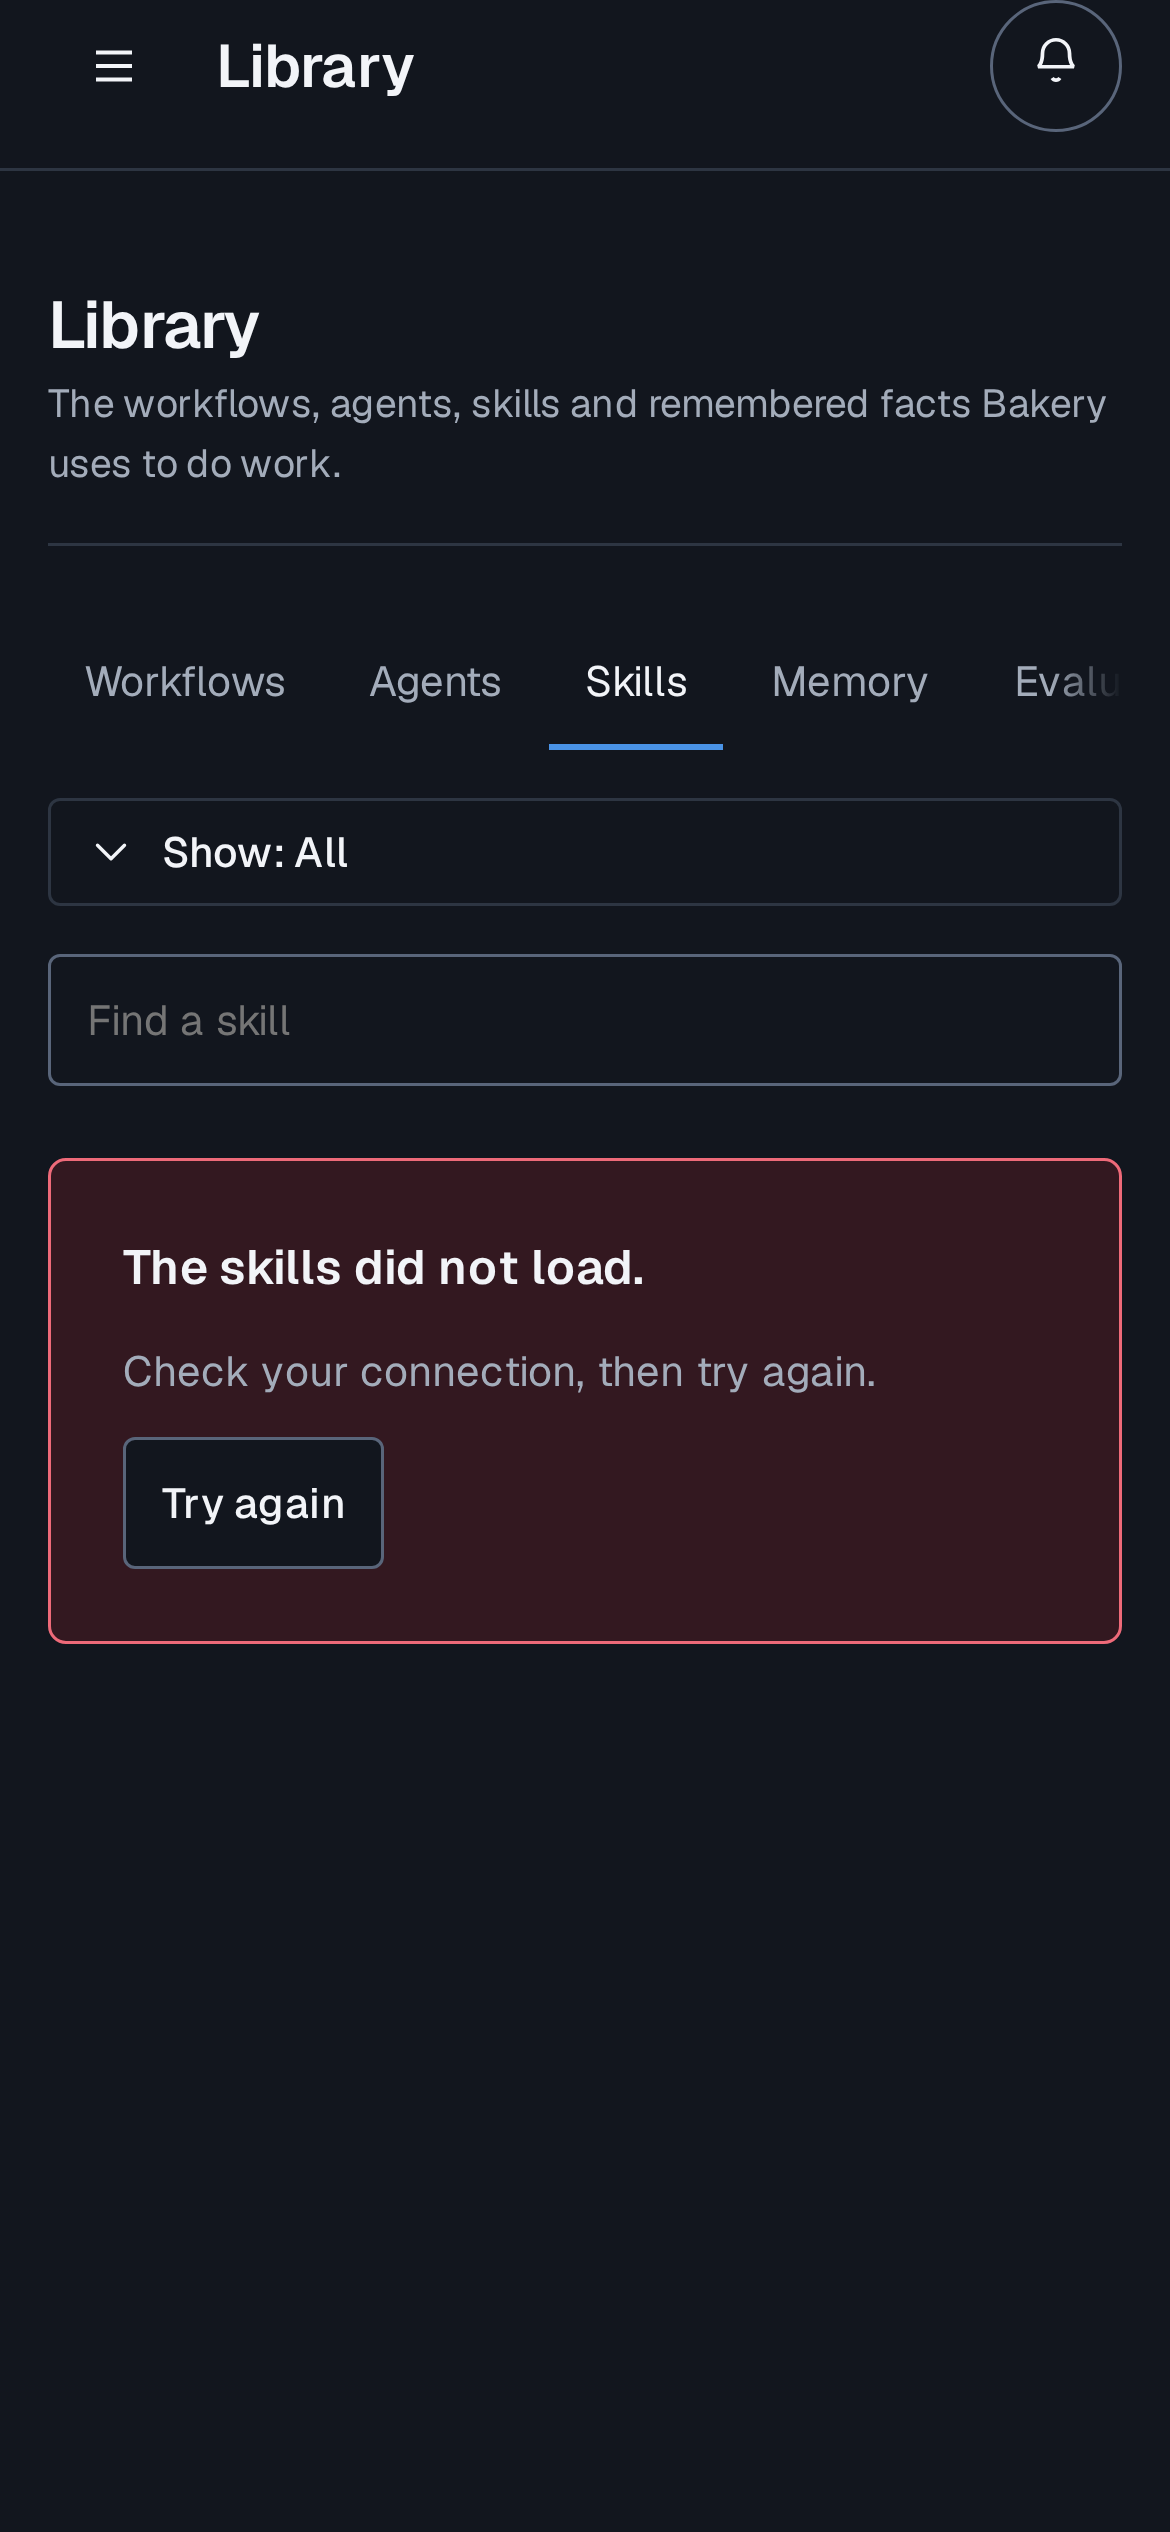 Library
Library
The workflows, agents, skills and remembered facts Bakery
uses to do work.
Workflows Agents Skills Memory Evalu
Show: All
Find a skill
The skills did not load.
Check your connection, then try again.
Try again